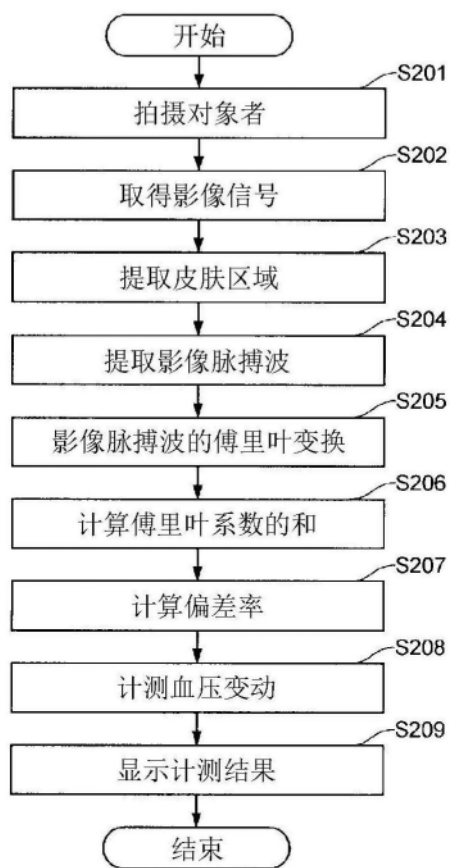 开始
S201
拍摄对象者
S202
取得影像信号
S203
提取皮肤区域
S204
提取影像脉搏波
S205
影像脉搏波的傅里叶变换
S206
计算傅里叶系数的和
S207
计算偏差率
S208
计测血压变动
S209
显示计测结果
结束